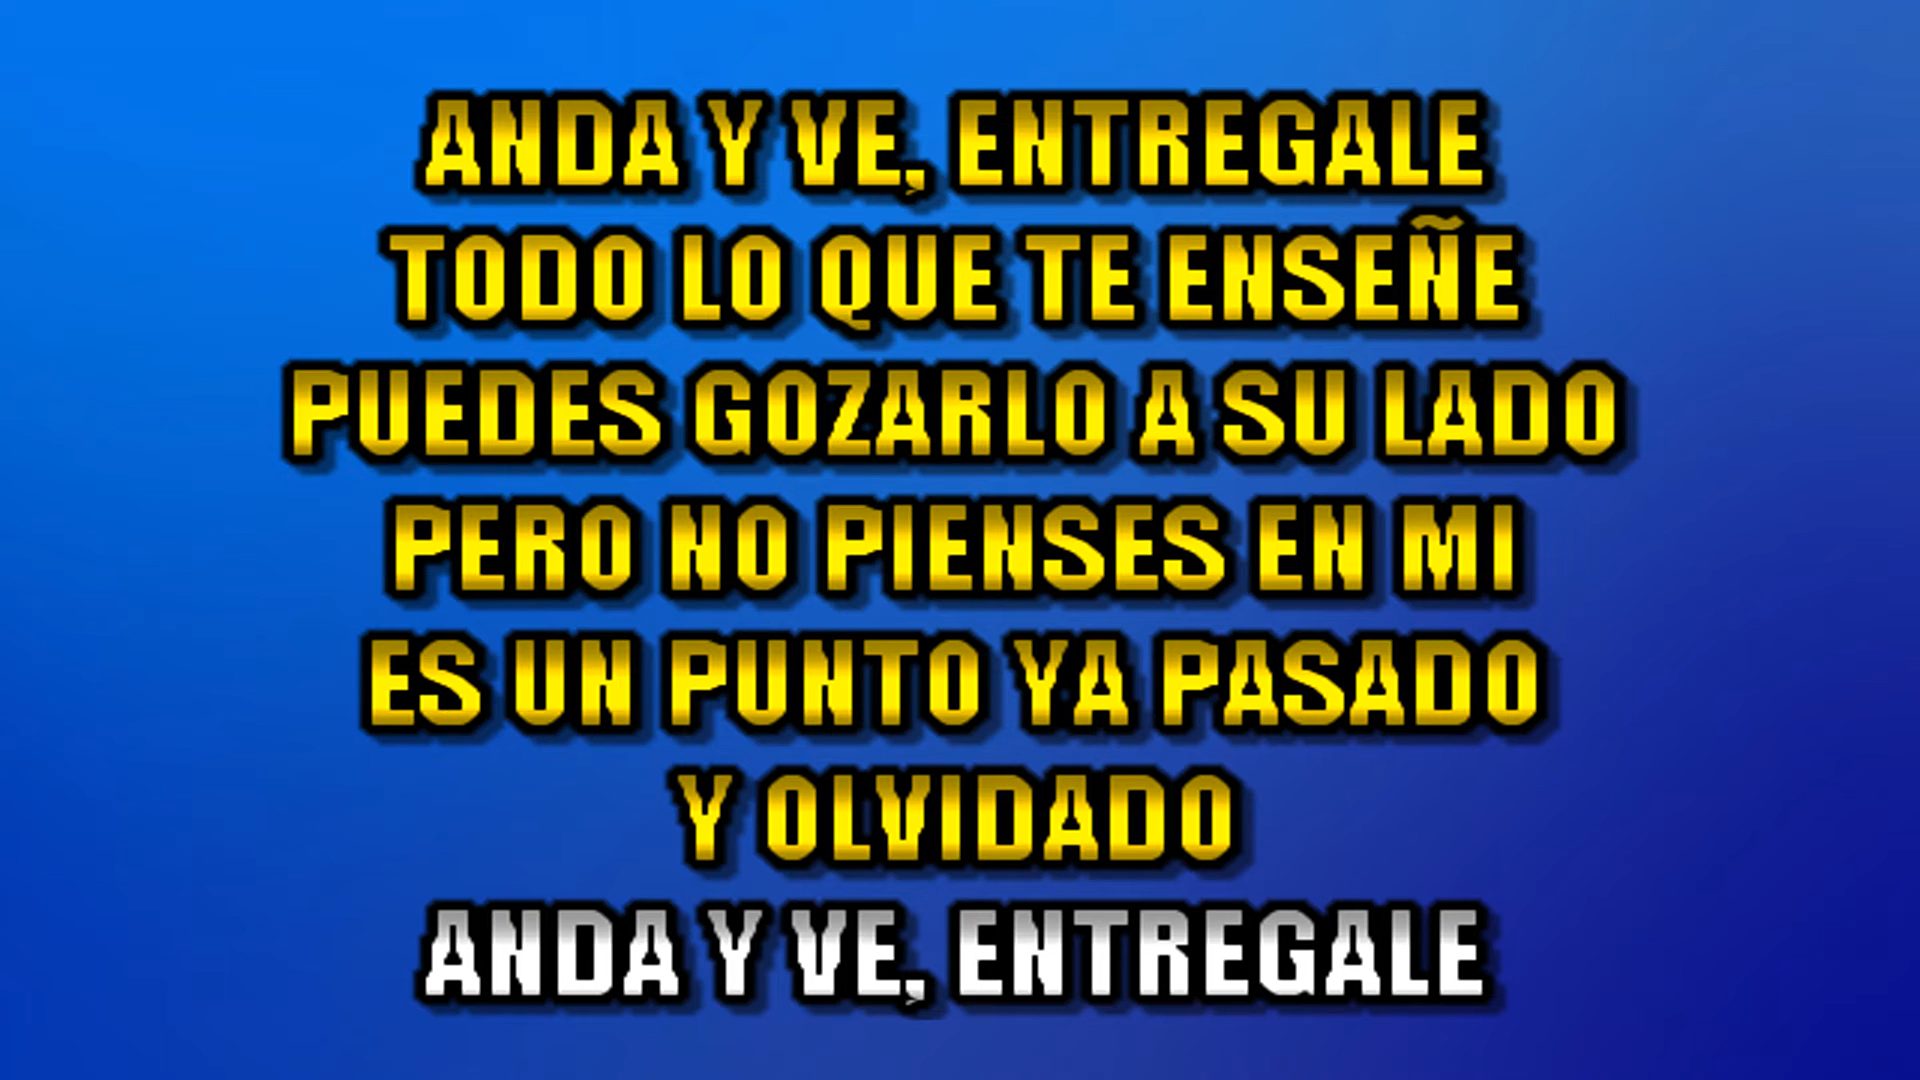 ANDA Y VE, ENTREGALE
TODO LO QUE TE ENSEÑE
PUEDES GOZARLO A SU LADO
PERO NO PIENSES EN MI
ES UN PUNTO YA PASADO
Y OLVIDADO
ANDA Y VE, ENTREGALE